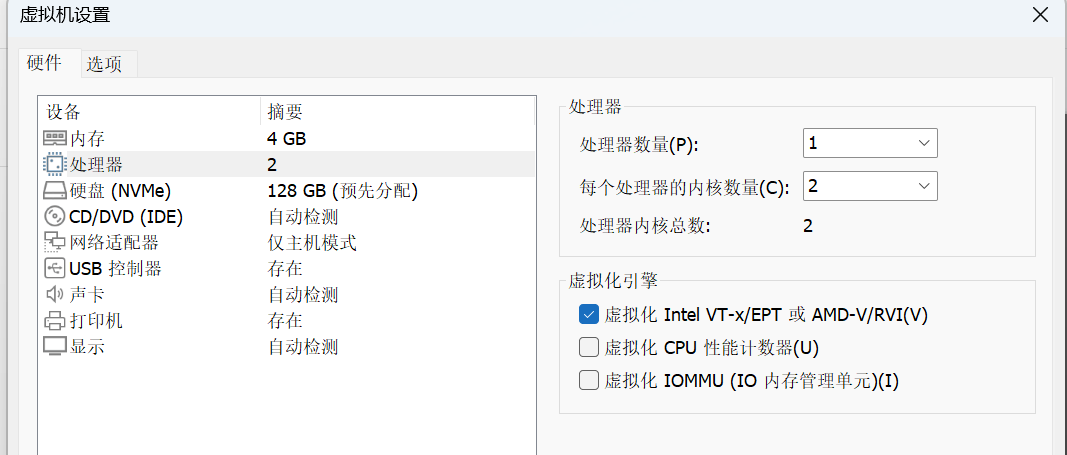 虚拟机设置
硬件 选项
设备 摘要
内存 4 GB
处理器 2
硬盘 (NVMe) 128 GB (预先分配)
CD/DVD (IDE) 自动检测
网络适配器 仅主机模式
USB 控制器 存在
声卡 自动检测
打印机 存在
显示 自动检测
处理器
处理器数量(P): 1
每个处理器的内核数量(C): 2
处理器内核总数: 2
虚拟化引擎
虚拟化 Intel VT-x/EPT 或 AMD-V/RVI(V)
虚拟化 CPU 性能计数器(U)
虚拟化 IOMMU (IO 内存管理单元)(I)